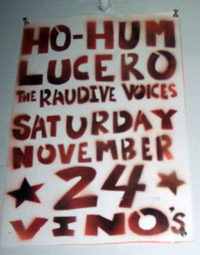 HO-HUM
LUCERO
THE RAUDIVE VOICES
SATURDAY
NOVEMBER
24
VINO'S